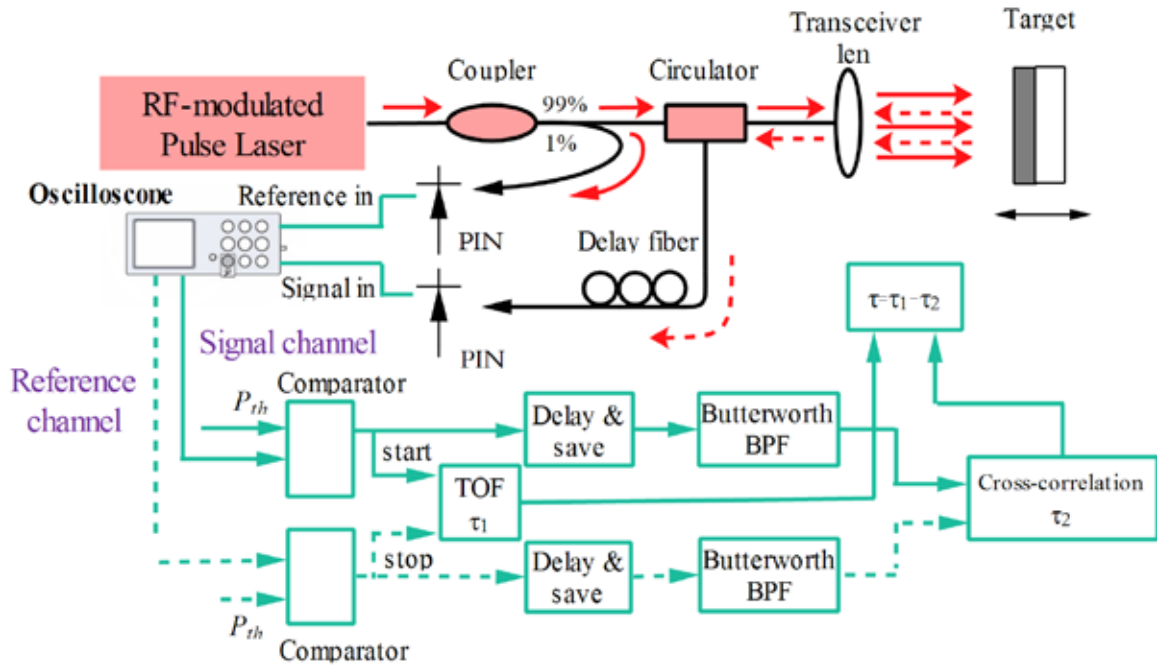 Transceiver
len
Target
Coupler
Circulator
RF-modulated
Pulse Laser
99%
1%
Oscilloscope
Reference in
PIN
Signal in
Delay fiber
PIN
τ=τ1-τ2
Signal channel
Reference
channel
Comparator
Pth
start
Delay &
save
Butterworth
BPF
TOF
τ1
Cross-correlation
τ2
stop
Delay &
save
Butterworth
BPF
Pth
Comparator